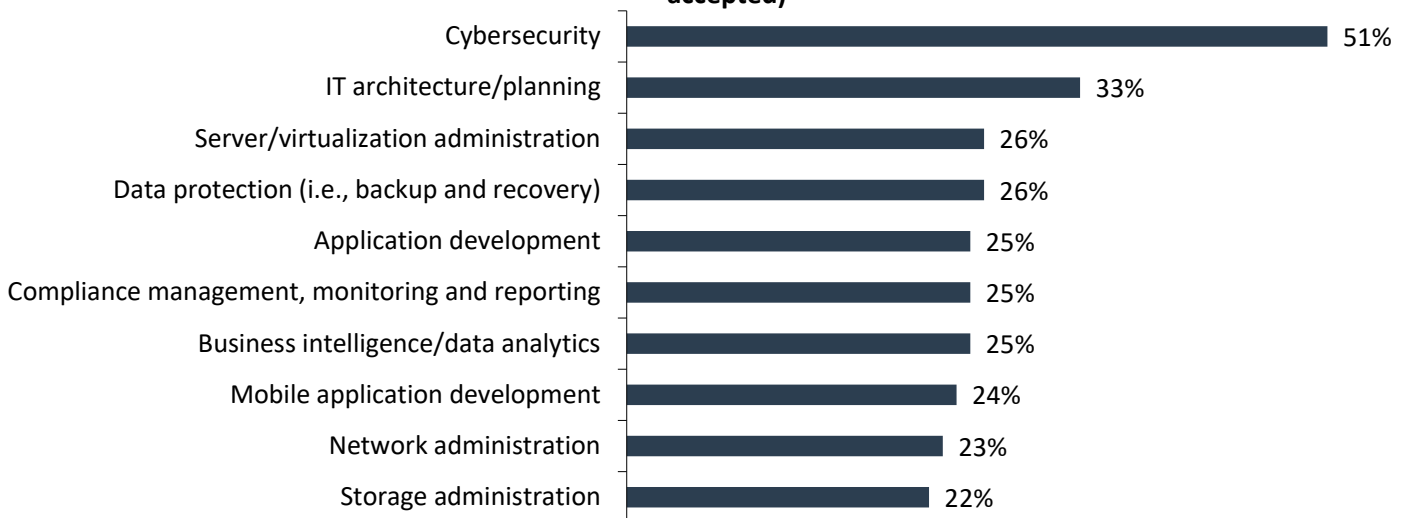 accepted)
Cybersecurity 51%
IT architecture/planning 33%
Server/virtualization administration 26%
Data protection (i.e., backup and recovery) 26%
Application development 25%
Compliance management, monitoring and reporting 25%
Business intelligence/data analytics 25%
Mobile application development 24%
Network administration 23%
Storage administration 22%